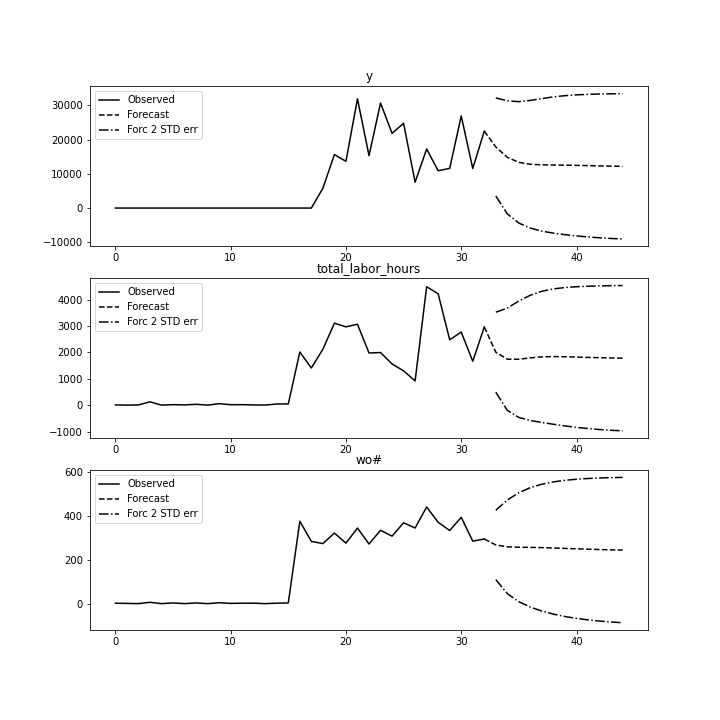 y
30000
20000
10000
0
−10000
Observed
Forecast
Forc 2 STD err
0 10 20 30 40
total_labor_hours
4000
3000
2000
1000
0
−1000
Observed
Forecast
Forc 2 STD err
0 10 20 30 40
wo#
600
400
200
0
Observed
Forecast
Forc 2 STD err
0 10 20 30 40